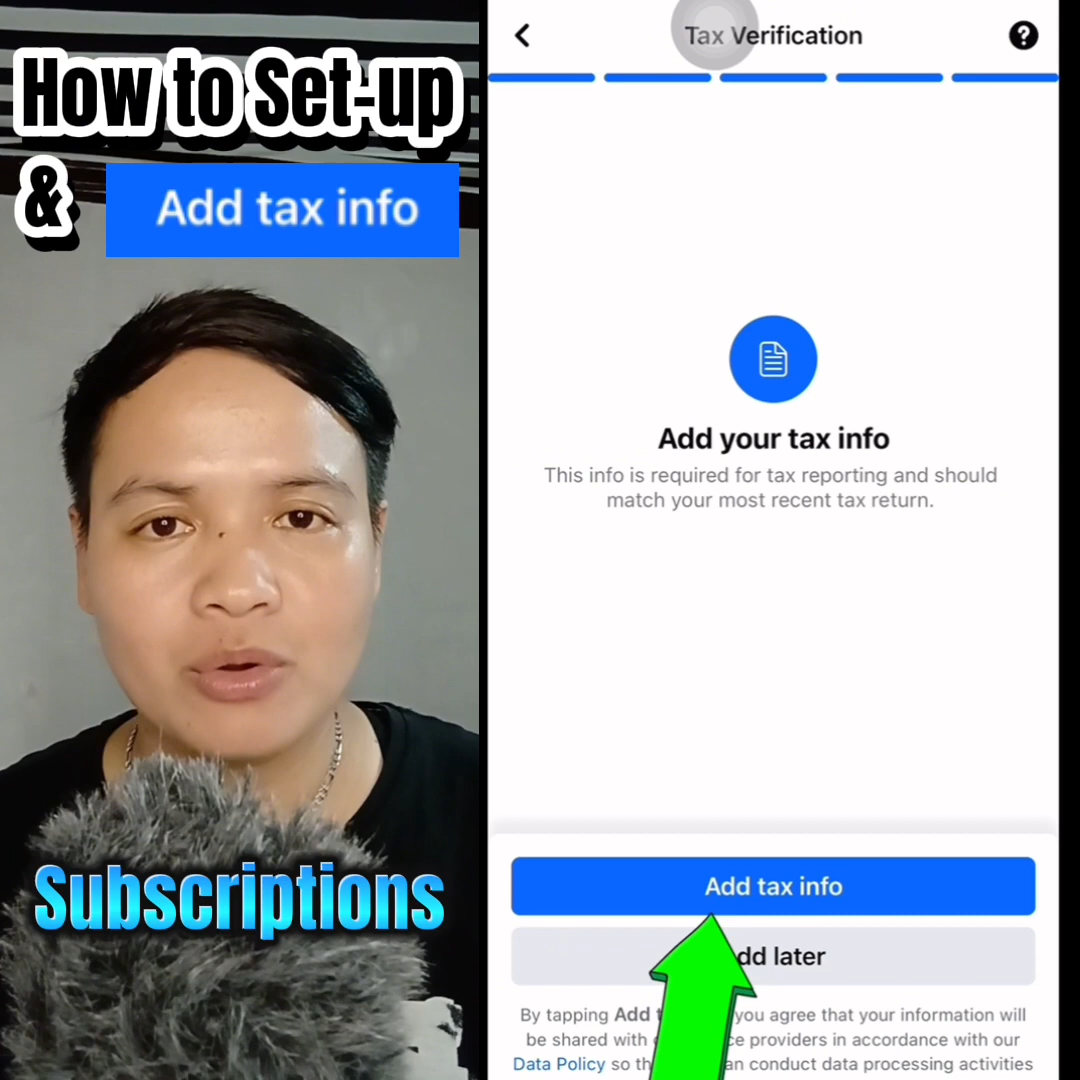 How to Set-up
& Add tax info
Subscriptions
Tax Verification
?
Add your tax info
This info is required for tax reporting and should
match your most recent tax return.
Add tax info
dd later
By tapping Add you agree that your information will
be shared with providers in accordance with our
Data Policy so conduct data processing activities